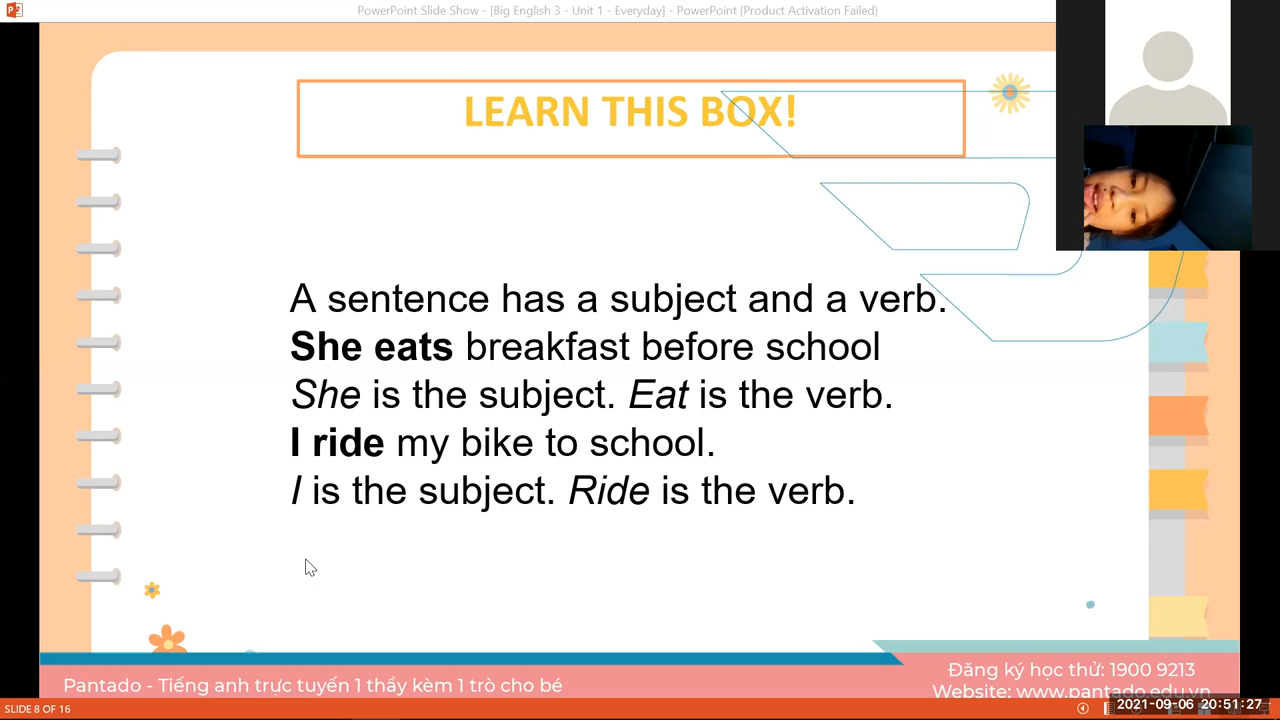 PowerPoint Slide Show - [Big English 3 - Unit 1 - Everyday] - PowerPoint (Product Activation Failed)
LEARN THIS BOX!
A sentence has a subject and a verb.
She eats breakfast before school
She is the subject. Eat is the verb.
I ride my bike to school.
I is the subject. Ride is the verb.
Pantado - Tiếng anh trực tuyến 1 thầy kèm 1 trò cho bé
Đăng ký học thử: 1900 9213
Website: www.pantado.edu.vn
SLIDE 8 OF 16
2021-09-06 20:51:27